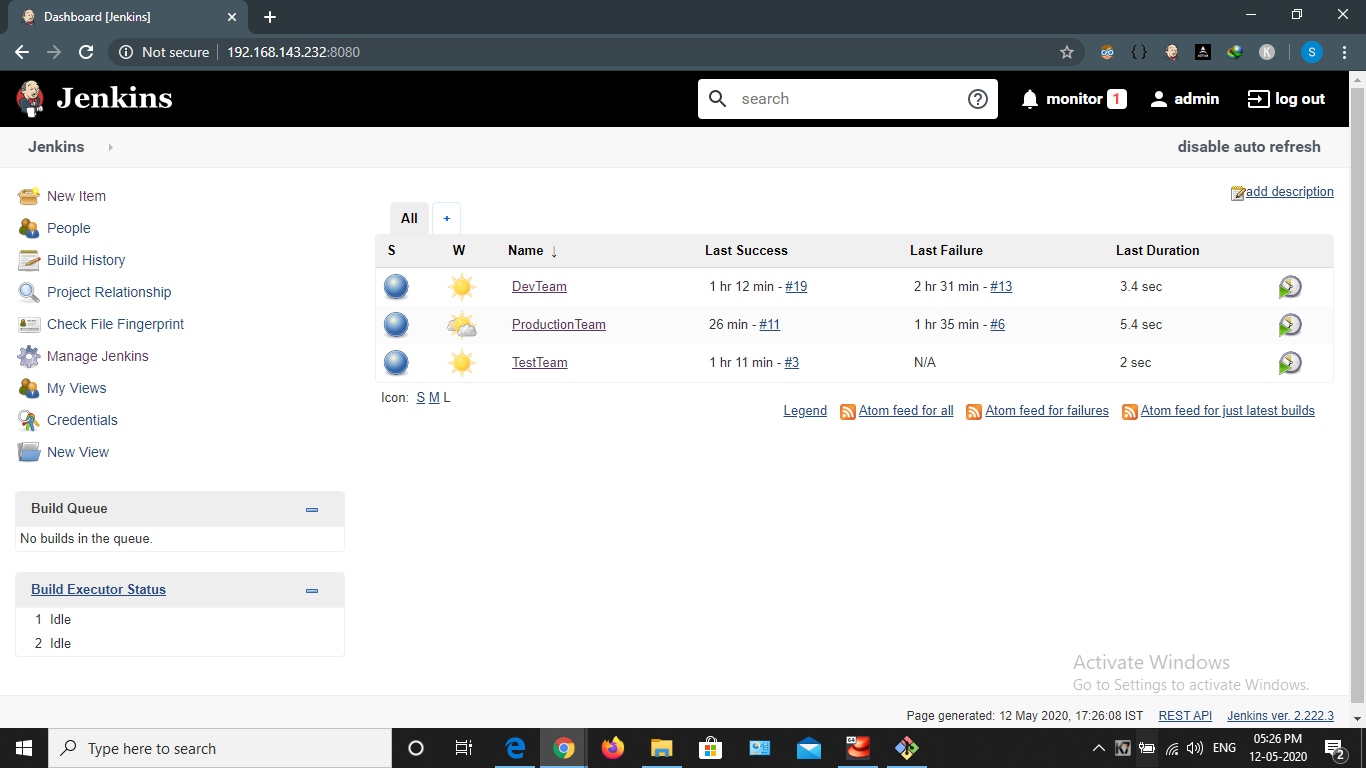 Dashboard [Jenkins]
Not secure 192.168.143.232:8080
S
Jenkins
search
monitor 1
admin
log out
Jenkins
disable auto refresh
New Item
People
Build History
Project Relationship
Check File Fingerprint
Manage Jenkins
My Views
Credentials
New View
Build Queue
No builds in the queue.
Build Executor Status
1 Idle
2 Idle
add description
All +
S W Name ↓ Last Success Last Failure Last Duration
DevTeam 1 hr 12 min - #19 2 hr 31 min - #13 3.4 sec
ProductionTeam 26 min - #11 1 hr 35 min - #6 5.4 sec
TestTeam 1 hr 11 min - #3 N/A 2 sec
Icon: S M L
Legend Atom feed for all Atom feed for failures Atom feed for just latest builds
Activate Windows
Go to Settings to activate Windows.
Page generated: 12 May 2020, 17:26:08 IST REST API Jenkins ver. 2.222.3
Type here to search
ENG
05:26 PM
12-05-2020
2